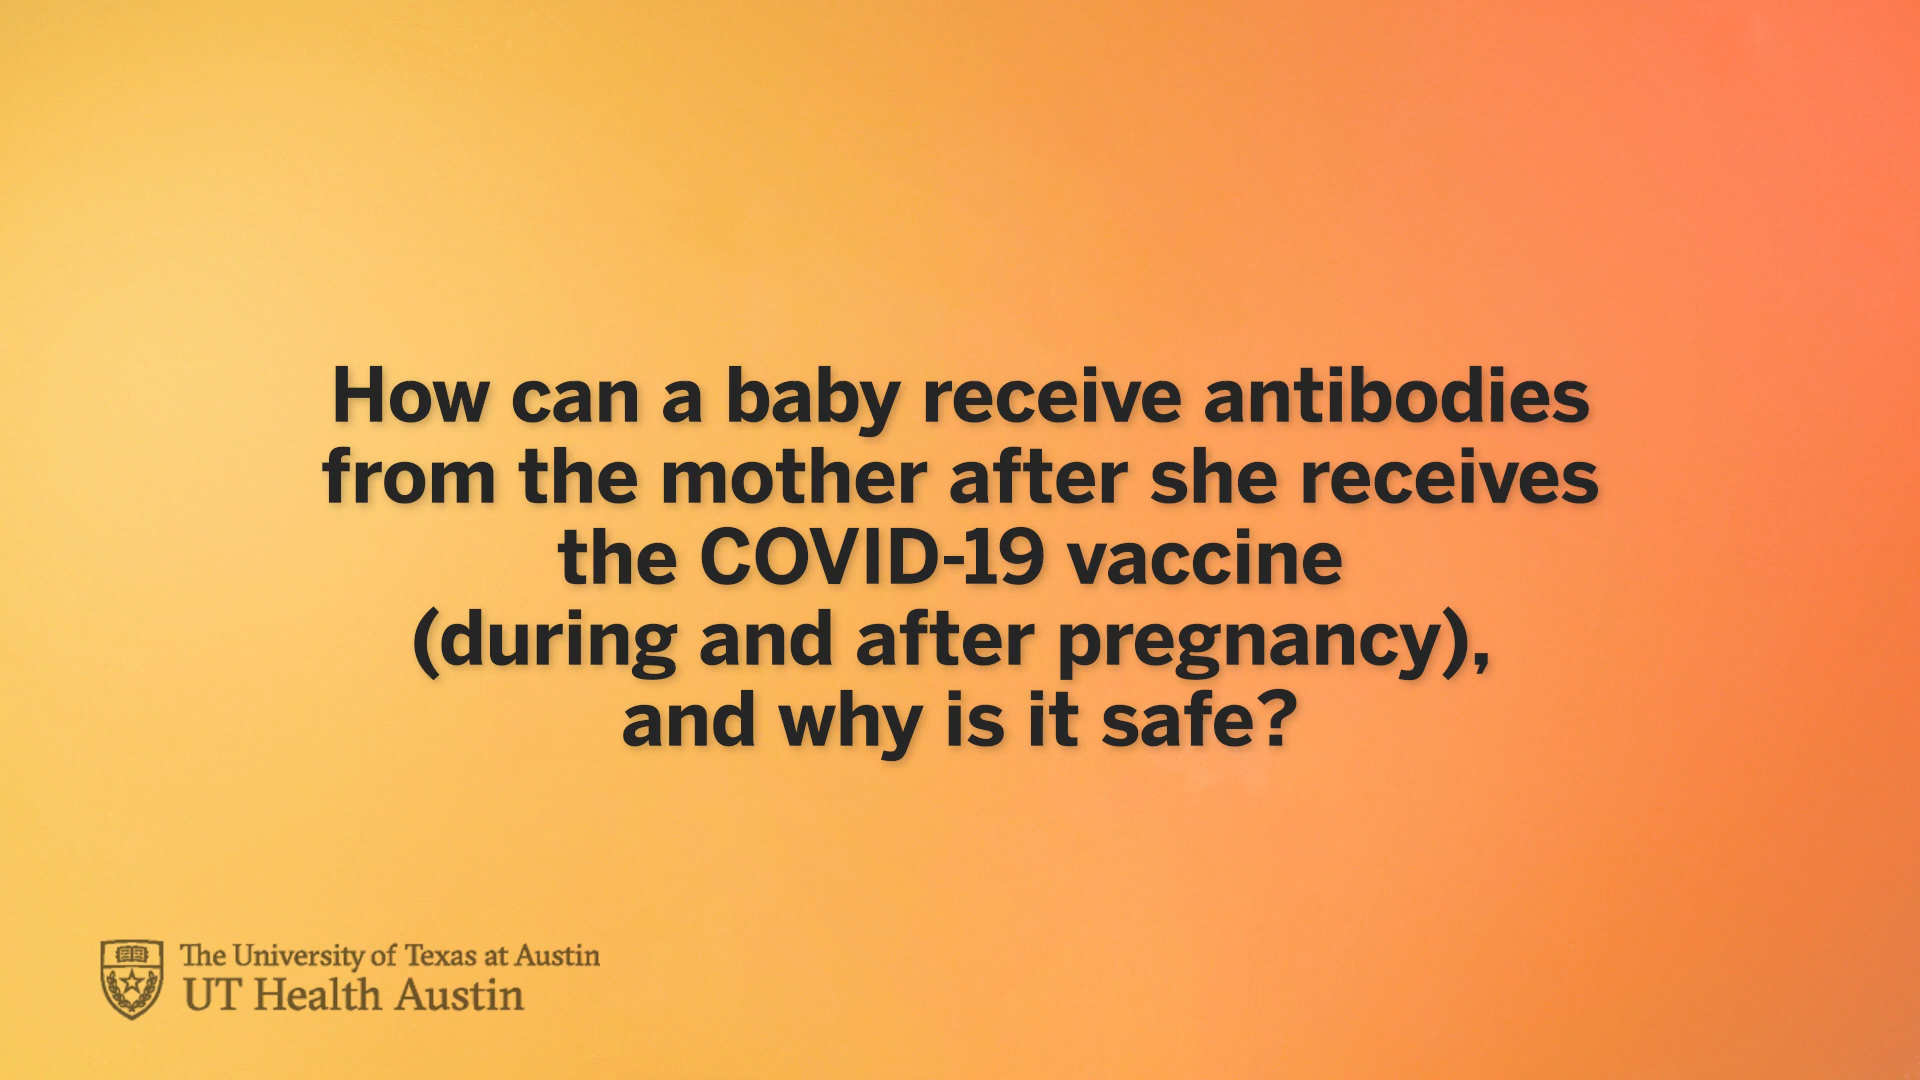 How can a baby receive antibodies
from the mother after she receives
the COVID-19 vaccine
(during and after pregnancy),
and why is it safe?
The University of Texas at Austin
UT Health Austin